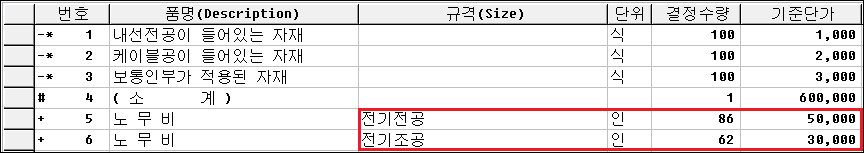 번호 품명(Description) 규격(Size) 단위 결정수량 기준단가
-* 1 내선전공이 들어있는 자재 식 100 1,000
-* 2 케이블공이 들어있는 자재 식 100 2,000
-* 3 보통인부가 적용된 자재 식 100 3,000
# 4 ( 소 계 ) 1 600,000
+ 5 노 무 비 전기전공 인 86 50,000
+ 6 노 무 비 전기조공 인 62 30,000